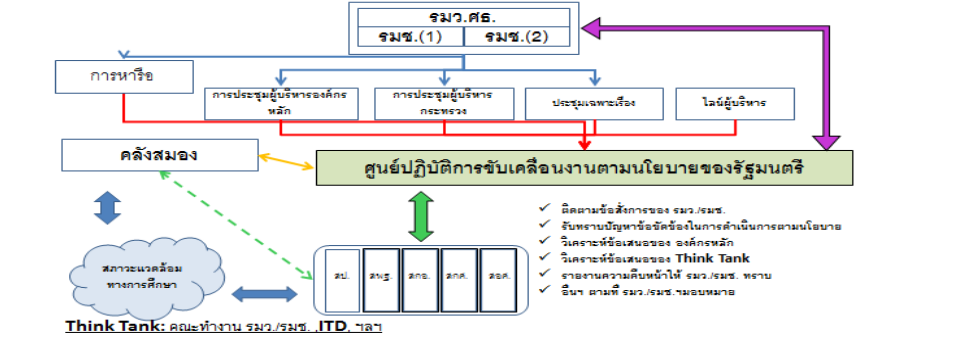 รมว.ศธ.
รมช.(1) รมช.(2)
การหารือ
การประชุมผู้บริหารองค์กร
หลัก
การประชุมผู้บริหาร
กระทรวง
ประชุมเฉพาะเรื่อง
ไลน์ผู้บริหาร
คลังสมอง
ศูนย์ปฏิบัติการขับเคลื่อนงานตามนโยบายของรัฐมนตรี
✓ ติดตามข้อสั่งการของ รมว./รมช.
✓ รับทราบปัญหาข้อขัดข้องในการดำเนินการตามนโยบาย
✓ วิเคราะห์ข้อเสนอของ องค์กรหลัก
✓ วิเคราะห์ข้อเสนอของ Think Tank
✓ รายงานความคืบหน้าให้ รมว./รมช. ทราบ
✓ อื่นๆ ตามที่ รมว./รมช.ฯมอบหมาย
สภาวะแวดล้อม
ทางการศึกษา
สป. สพฐ. สกอ. สกศ. สอศ.
Think Tank: คณะทำงาน รมว./รมช. ,ITD, ฯลฯ